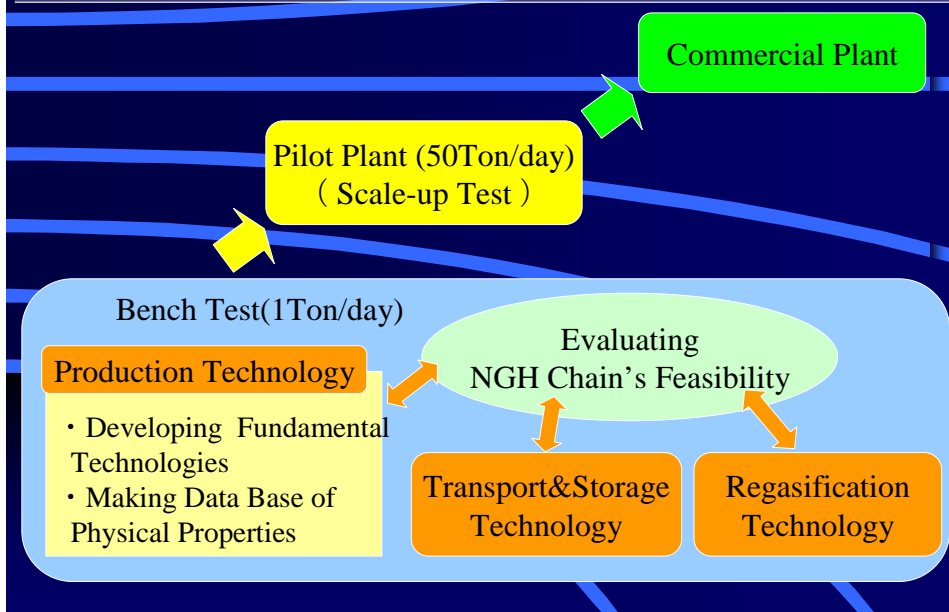 Commercial Plant
Pilot Plant (50Ton/day)
（ Scale-up Test ）
Bench Test(1Ton/day)
Evaluating
NGH Chain’s Feasibility
Production Technology
・Developing Fundamental
Technologies
・Making Data Base of
Physical Properties
Transport&Storage
Technology
Regasification
Technology